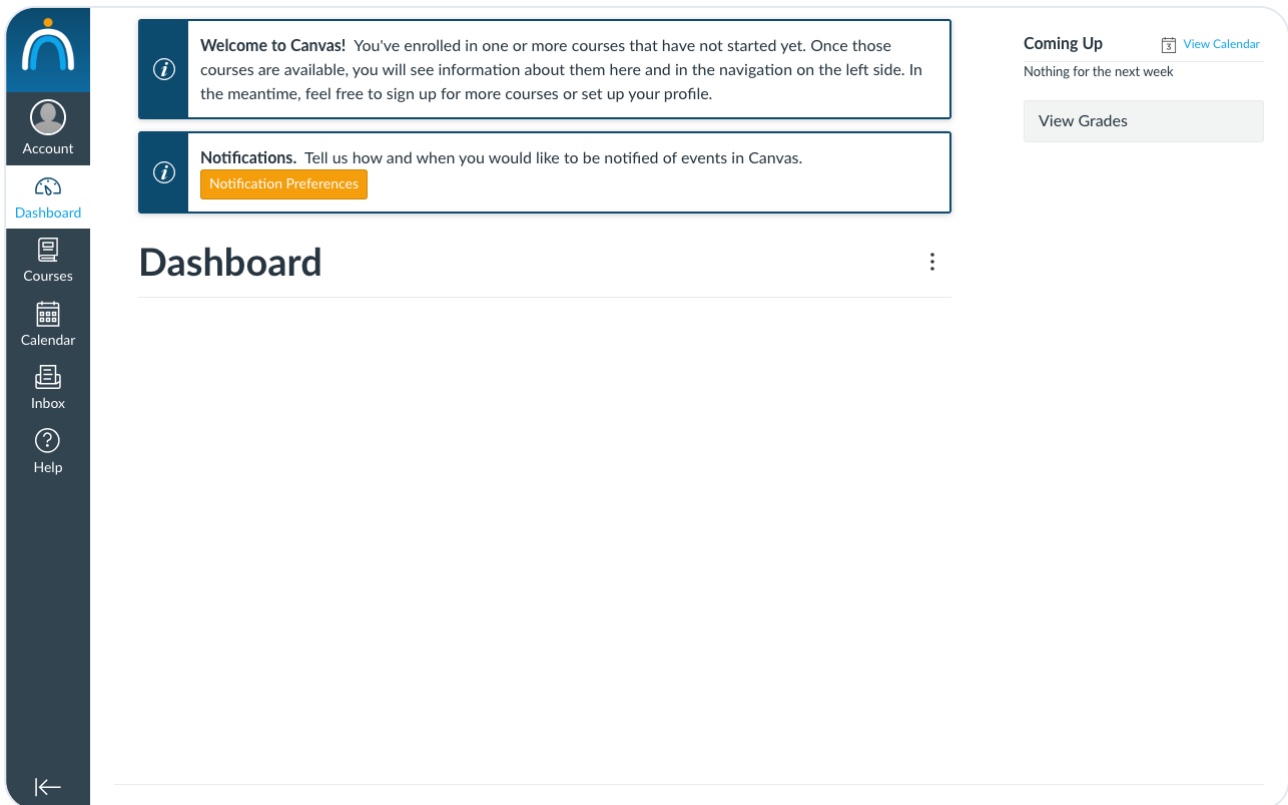 Account
Dashboard
Courses
Calendar
Inbox
Help
Welcome to Canvas! You've enrolled in one or more courses that have not started yet. Once those
courses are available, you will see information about them here and in the navigation on the left side. In
the meantime, feel free to sign up for more courses or set up your profile.
Notifications. Tell us how and when you would like to be notified of events in Canvas.
Notification Preferences
Dashboard
Coming Up
3 View Calendar
Nothing for the next week
View Grades